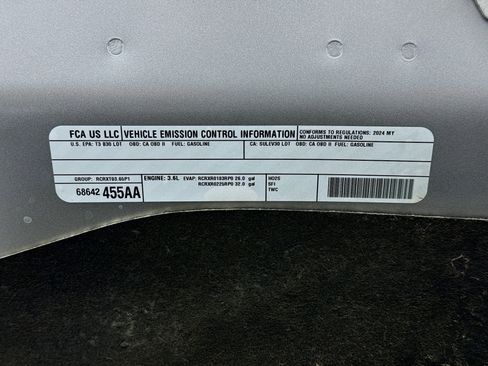 FCA US LLC VEHICLE EMISSION CONTROL INFORMATION CONFORMS TO REGULATIONS: 2024 MY
NO ADJUSTMENTS NEEDED
U.S. EPA: T3 B30 LDT OBD: CA OBD II FUEL: GASOLINE CA: SULEV30 LDT OBD: CA OBD II FUEL: GASOLINE
GROUP: RCRXT03.65P1 ENGINE: 3.6L EVAP: RCRXR0183RP0 26.0 gal HO2S
RCRXR0225RP0 32.0 gal SFI
68642 455AA TWC